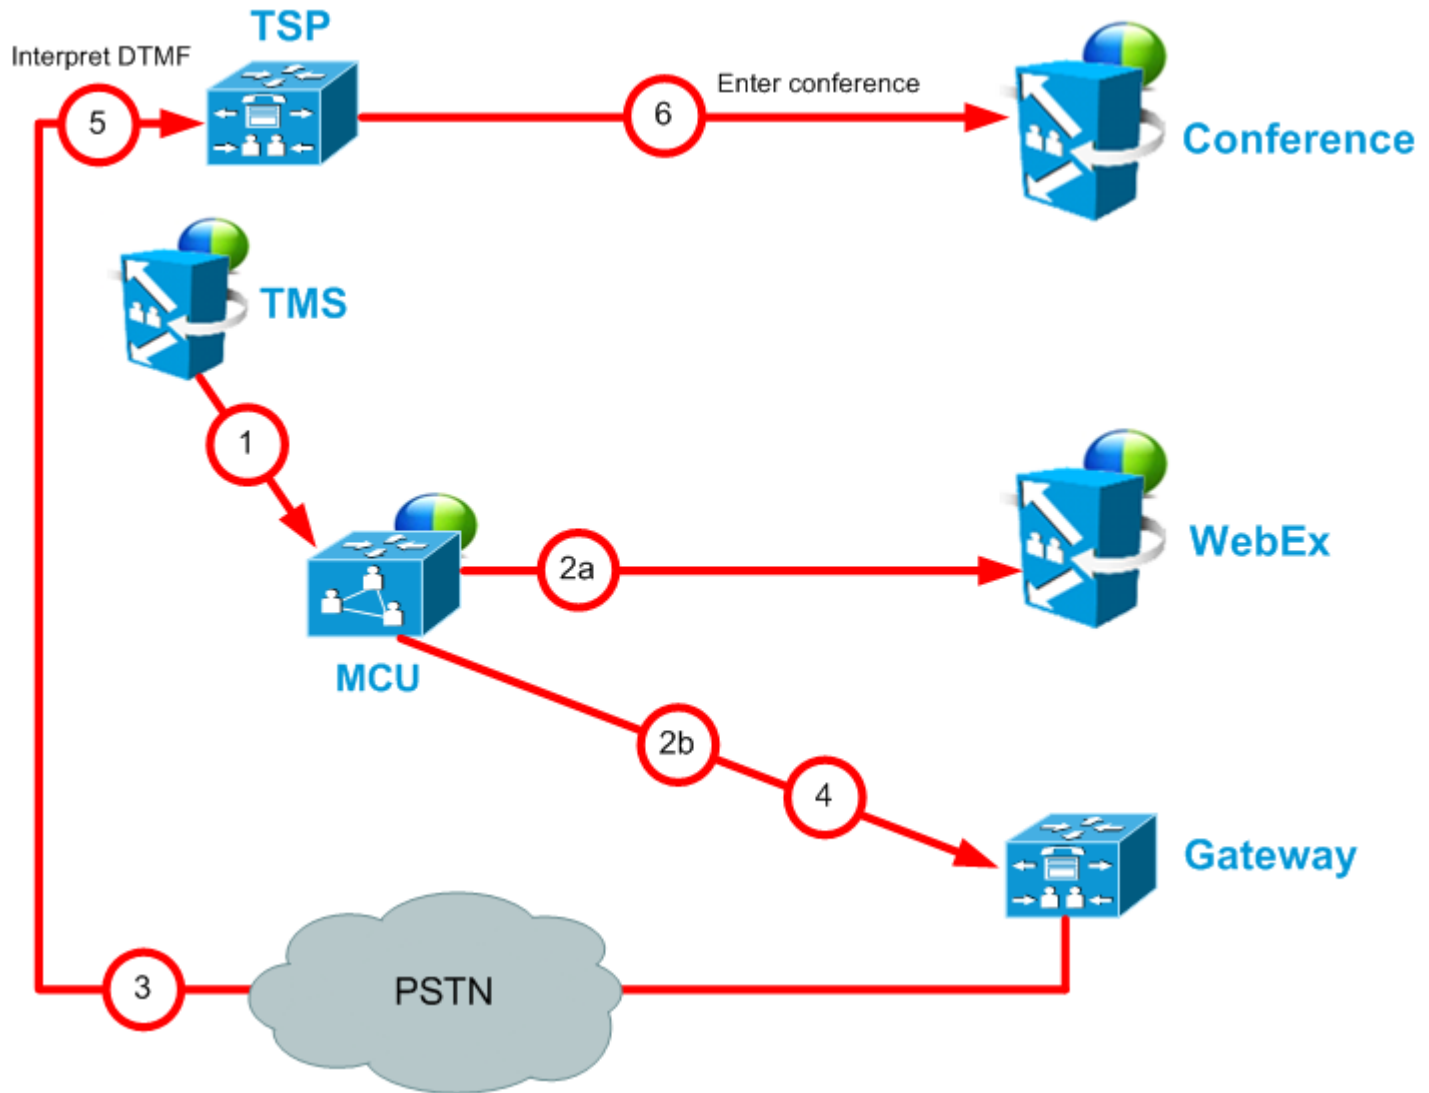 TSP
Interpret DTMF
5
6
Enter conference
Conference
TMS
1
2a
WebEx
MCU
2b
4
Gateway
3
PSTN